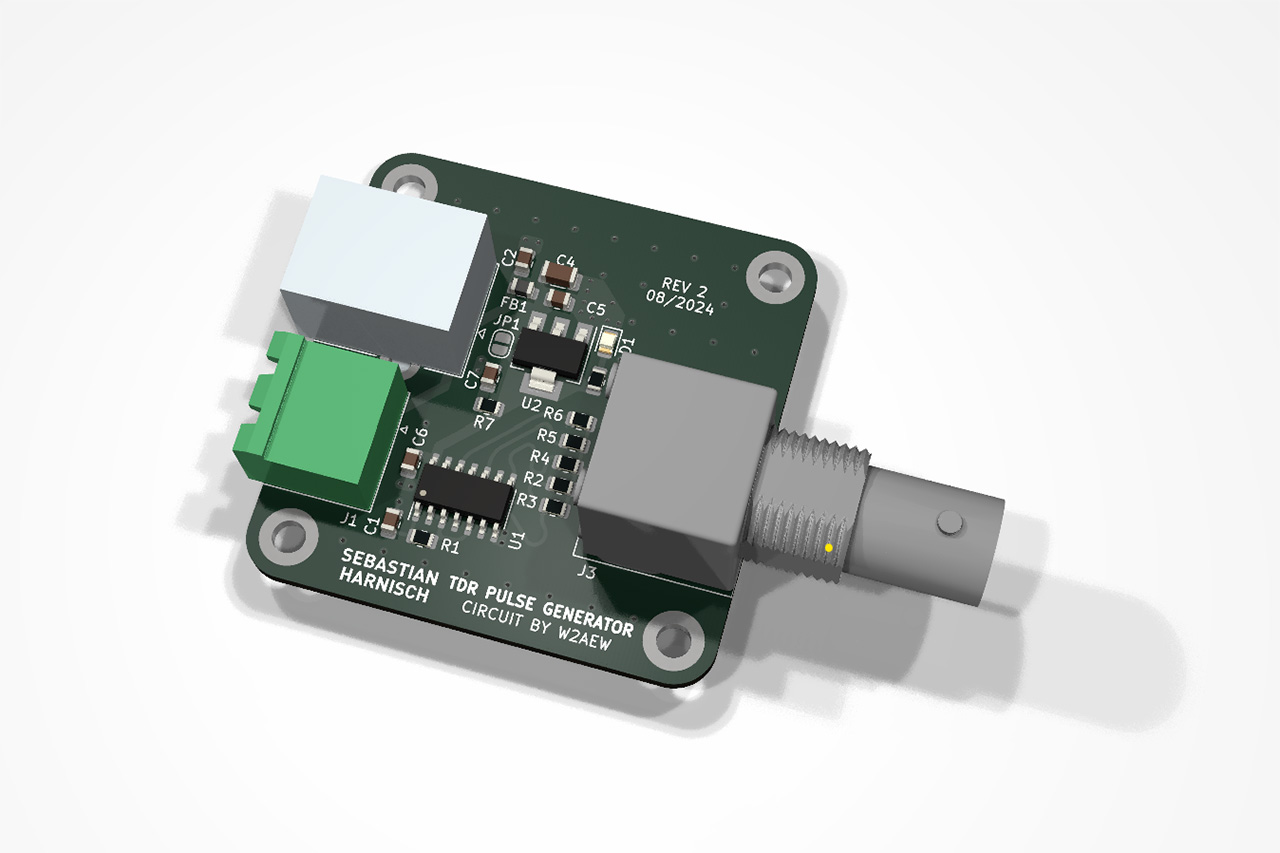 C2
C4
REV 2
08/2024
FB1
C5
JP1
D1
C7
U2
R6
R7
R5
C6
R4
R2
R3
J1
C1
R1
U1
J3
SEBASTIAN
HARNISCH
TDR PULSE GENERATOR
CIRCUIT BY W2AEW